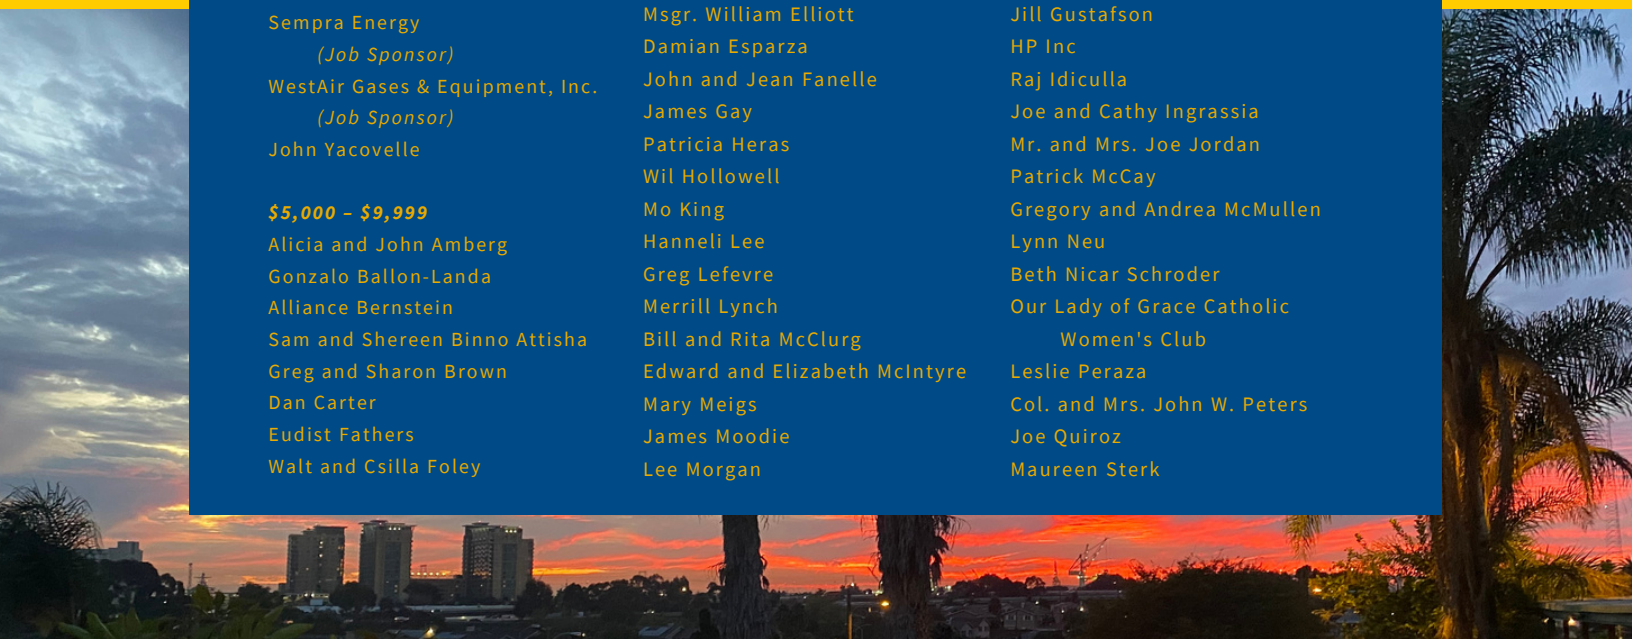 Sempra Energy
(Job Sponsor)
WestAir Gases & Equipment, Inc.
(Job Sponsor)
John Yacovelle
$5,000 – $9,999
Alicia and John Amberg
Gonzalo Ballon-Landa
Alliance Bernstein
Sam and Shereen Binno Attisha
Greg and Sharon Brown
Dan Carter
Eudist Fathers
Walt and Csilla Foley
Msgr. William Elliott
Damian Esparza
John and Jean Fanelle
James Gay
Patricia Heras
Wil Hollowell
Mo King
Hanneli Lee
Greg Lefevre
Merrill Lynch
Bill and Rita McClurg
Edward and Elizabeth McIntyre
Mary Meigs
James Moodie
Lee Morgan
Jill Gustafson
HP Inc
Raj Idiculla
Joe and Cathy Ingrassia
Mr. and Mrs. Joe Jordan
Patrick McCay
Gregory and Andrea McMullen
Lynn Neu
Beth Nicar Schroder
Our Lady of Grace Catholic
Women's Club
Leslie Peraza
Col. and Mrs. John W. Peters
Joe Quiroz
Maureen Sterk